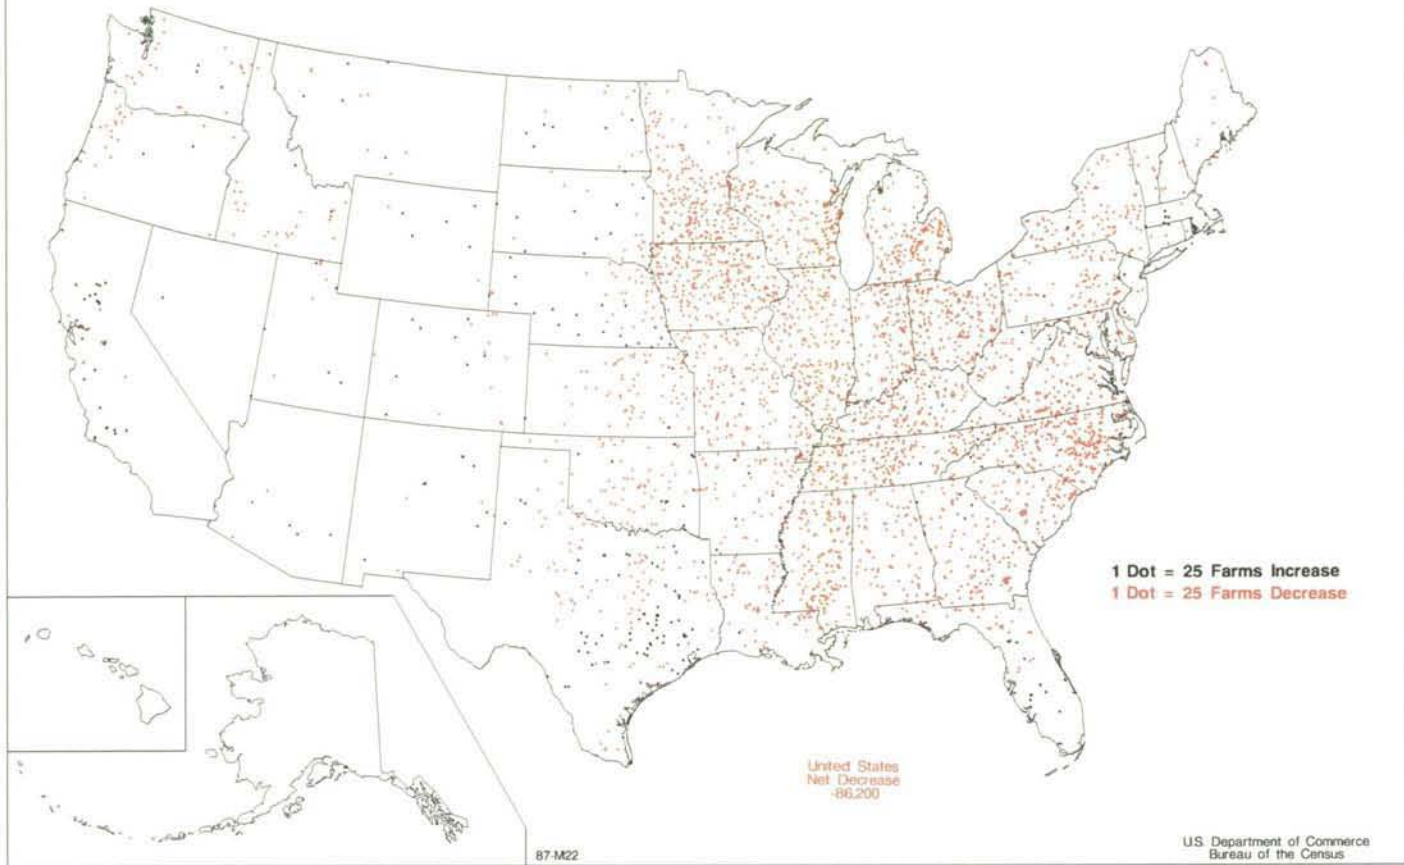 1 Dot = 25 Farms Increase
1 Dot = 25 Farms Decrease
United States
Net Decrease
-86,200
87-M22
U.S. Department of Commerce
Bureau of the Census